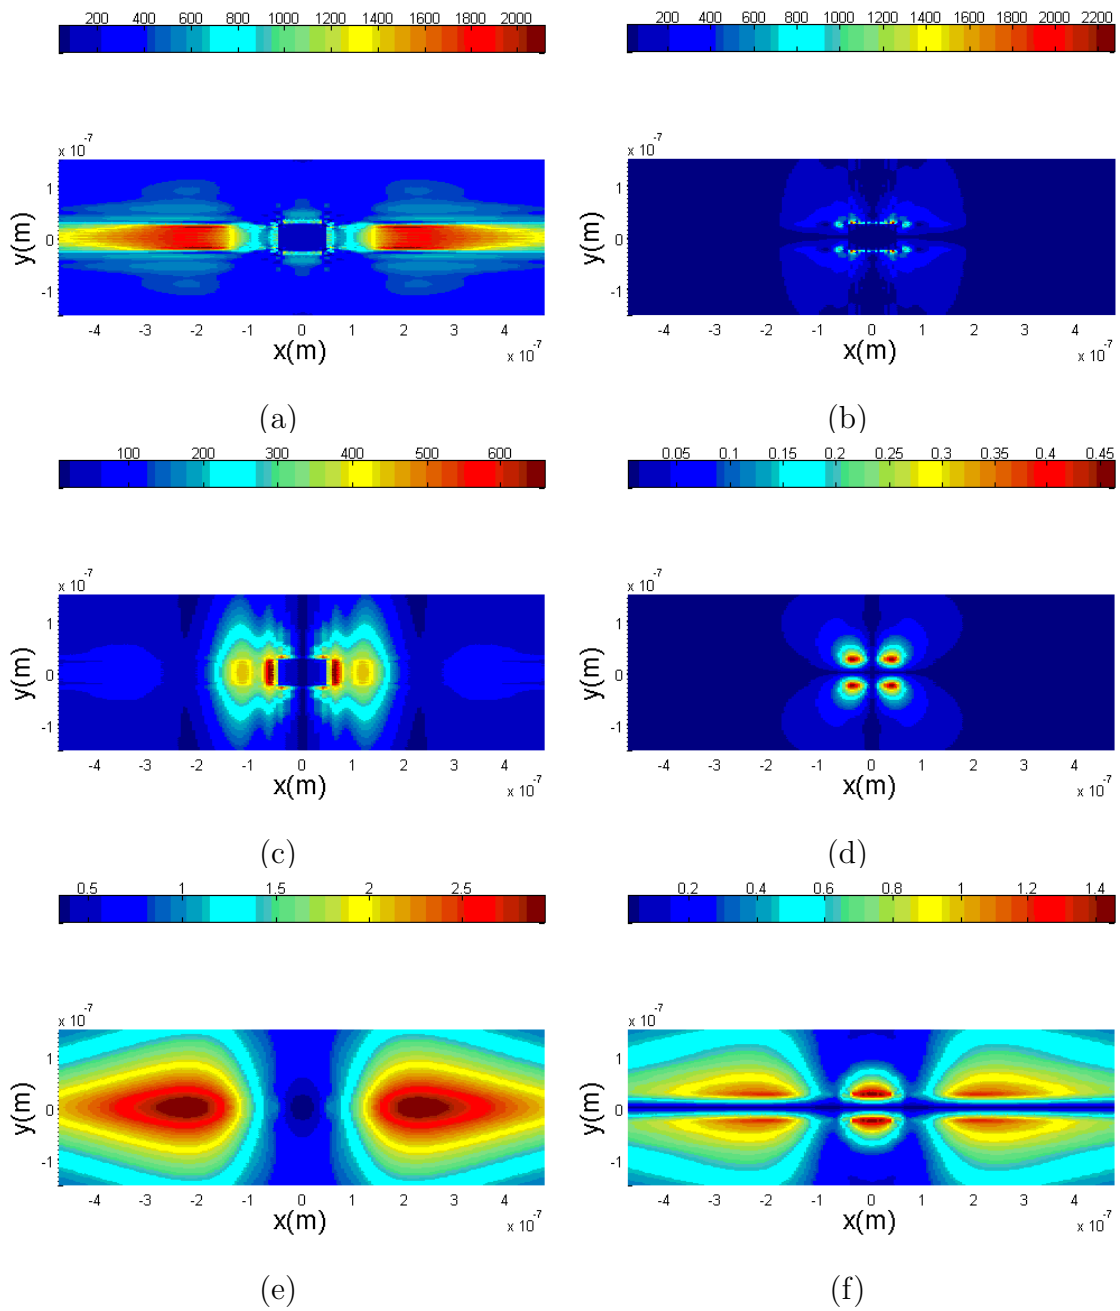 200 400 600 800 1000 1200 1400 1600 1800 2000
200 400 600 800 1000 1200 1400 1600 1800 2000 2200
x 10^-7
x 10^-7
1
0
-1
y(m)
1
0
-1
y(m)
-4 -3 -2 -1 0 1 2 3 4
-4 -3 -2 -1 0 1 2 3 4
x(m)
x 10^-7
x(m)
x 10^-7
(a)
(b)
100 200 300 400 500 600
0.05 0.1 0.15 0.2 0.25 0.3 0.35 0.4 0.45
x 10^-7
x 10^-7
1
0
-1
y(m)
1
0
-1
y(m)
-4 -3 -2 -1 0 1 2 3 4
-4 -3 -2 -1 0 1 2 3 4
x(m)
x 10^-7
x(m)
x 10^-7
(c)
(d)
0.5 1 1.5 2 2.5
0.2 0.4 0.6 0.8 1 1.2 1.4
x 10^-7
x 10^-7
1
0
-1
y(m)
1
0
-1
y(m)
-4 -3 -2 -1 0 1 2 3 4
-4 -3 -2 -1 0 1 2 3 4
x(m)
x 10^-7
x(m)
x 10^-7
(e)
(f)